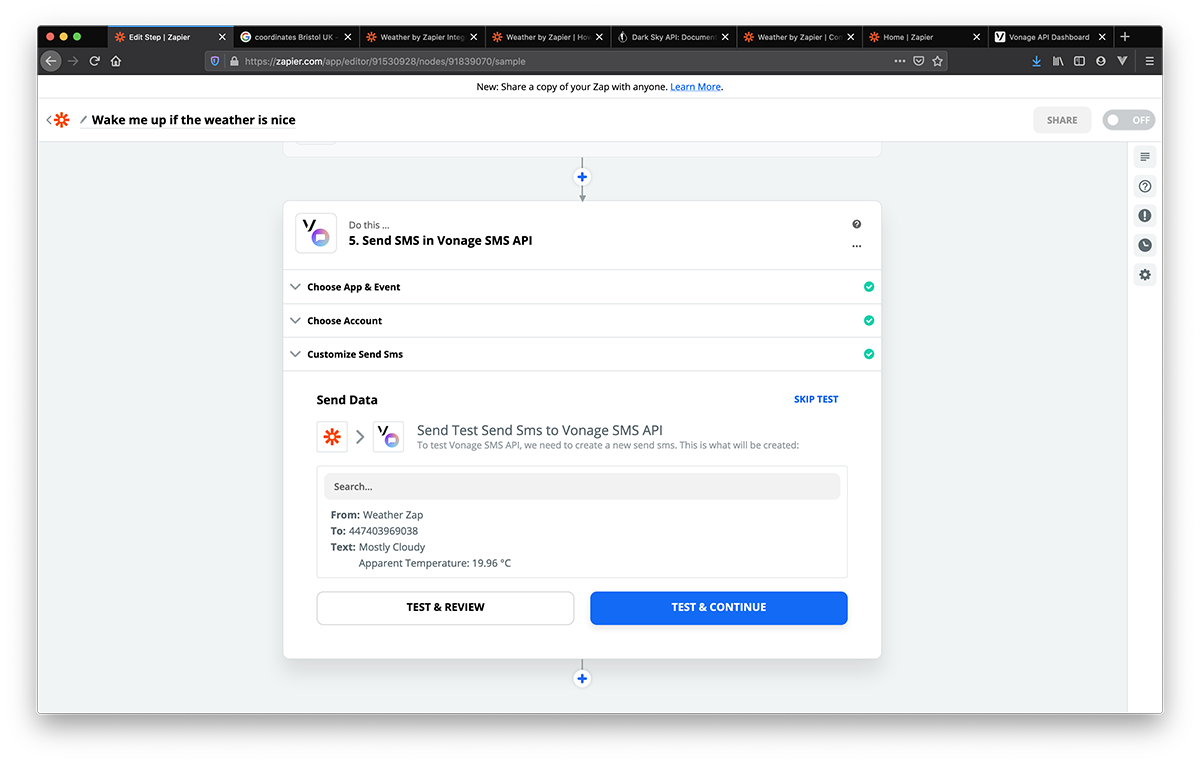 Edit Step | Zapier
coordinates Bristol UK -
Weather by Zapier Integ
Weather by Zapier | How
Dark Sky API: Document
Weather by Zapier | Con
Home | Zapier
Vonage API Dashboard
https://zapier.com/app/editor/91530928/nodes/91839070/sample
New: Share a copy of your Zap with anyone. Learn More.
Wake me up if the weather is nice
SHARE
OFF
Do this ...
5. Send SMS in Vonage SMS API
Choose App & Event
Choose Account
Customize Send Sms
Send Data
SKIP TEST
Send Test Send Sms to Vonage SMS API
To test Vonage SMS API, we need to create a new send sms. This is what will be created:
Search...
From: Weather Zap
To: 447403969038
Text: Mostly Cloudy
Apparent Temperature: 19.96 °C
TEST & REVIEW
TEST & CONTINUE